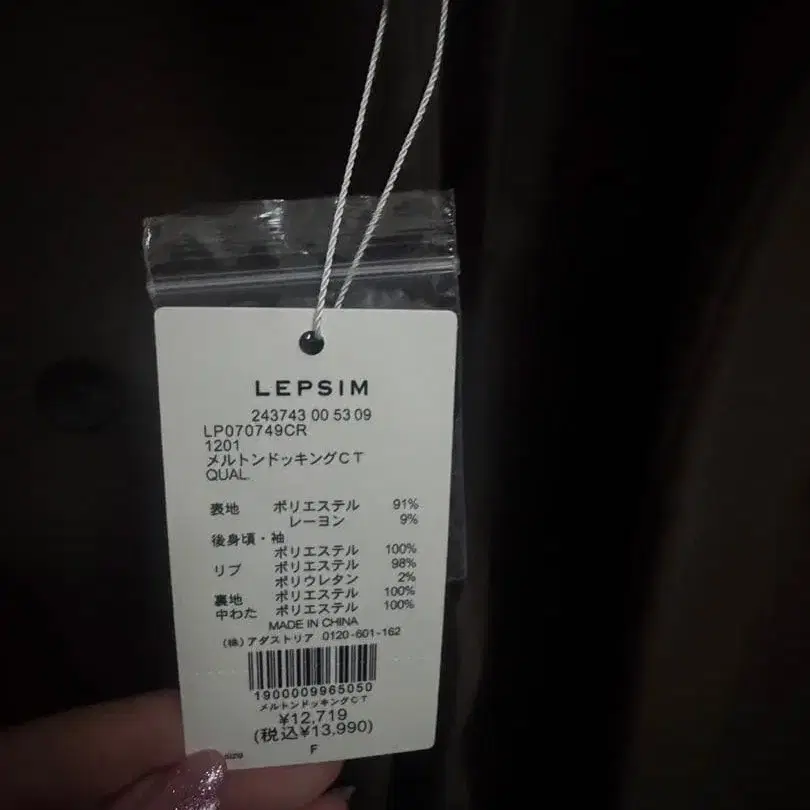 LEPSIM
243743 00 53 09
LP070749CR
1201
メルトンドッキングCT
QUAL.
表地 ポリエステル 91%
レーヨン 9%
後身頃・袖
ポリエステル 100%
リブ ポリエステル 98%
ポリウレタン 2%
裏地 ポリエステル 100%
中わた ポリエステル 100%
MADE IN CHINA
(株)アダストリア 0120-601-162
1900009965050
メルトンドッキングCT
¥12,719
(税込¥13,990)
size F